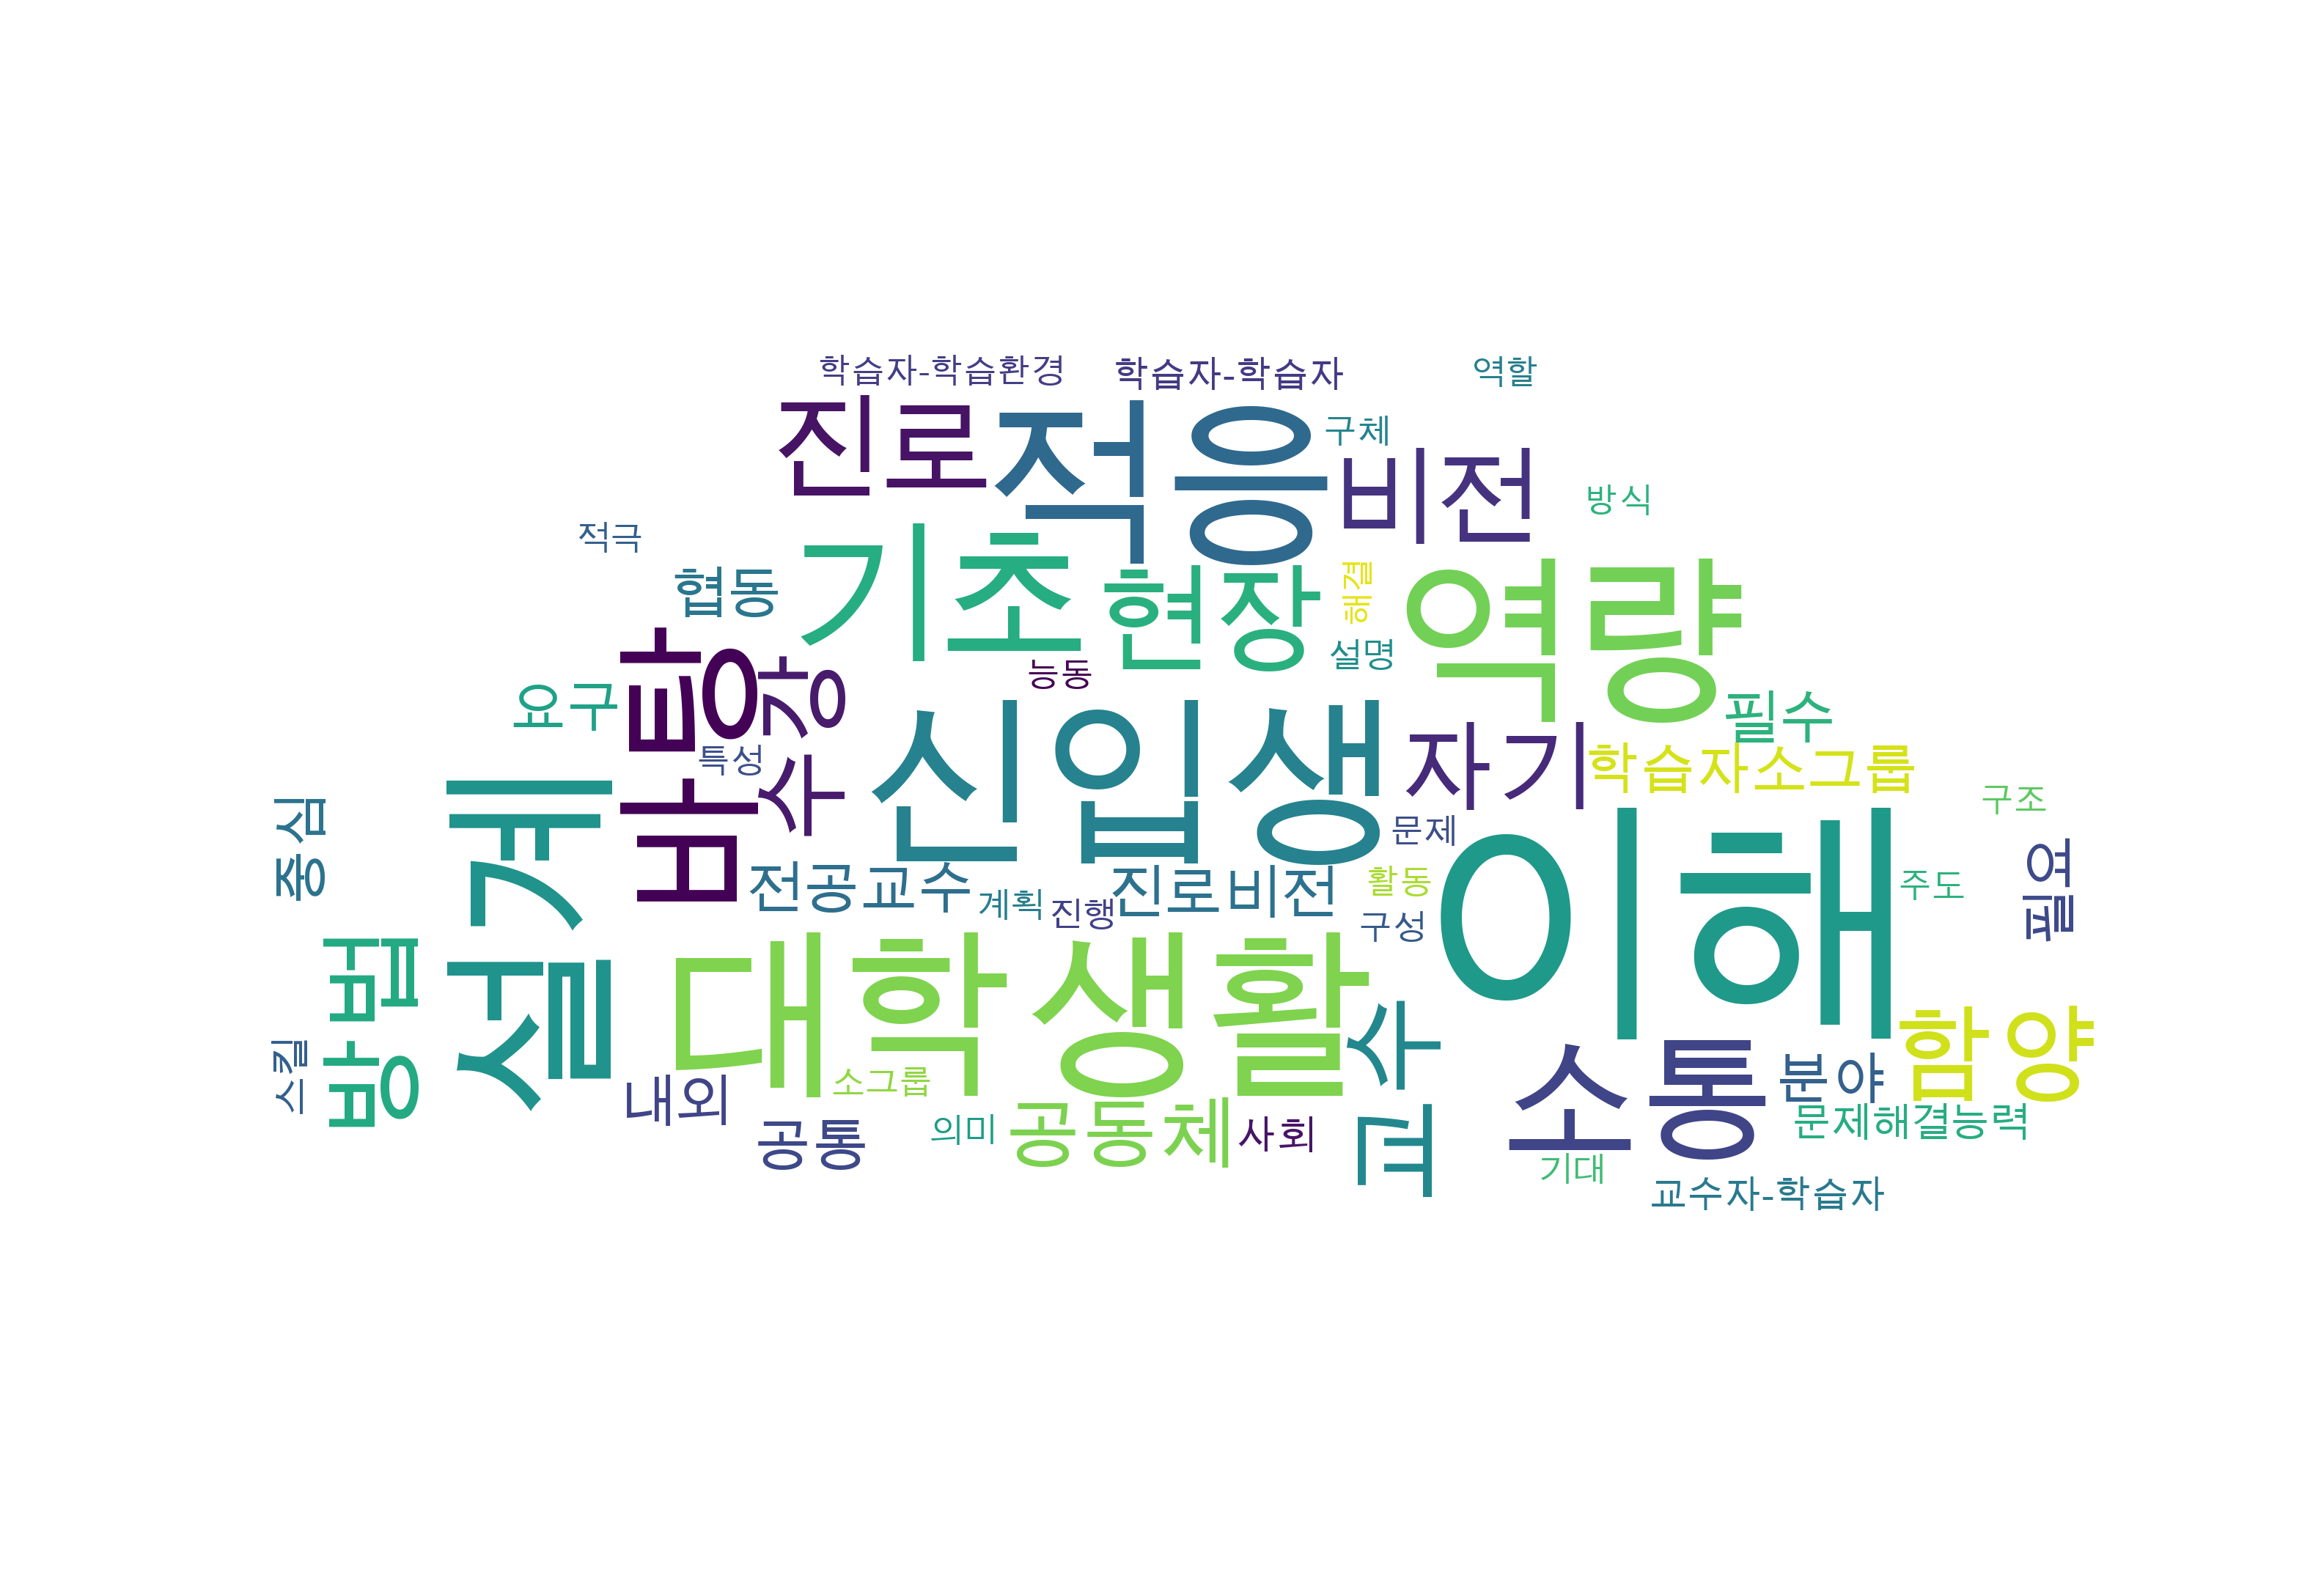 학습자-학습환경
학습자-학습자
역할
진로
적응
구체
비전
방식
적극
협동
기초
현장
해결
역량
설명
능동
요구
바탕
수강
특성
신입생
자기
필수
학습자소그룹
구조
중심
설계
문제
이해
필요
전공교수
계획
진행
진로비전
활동
구성
주도
방법
대학 생활
교수
함양
스킬
내외
소그룹
소통
분야
공통
의미
공동체
사회
문제해결능력
기대
교수자-학습자